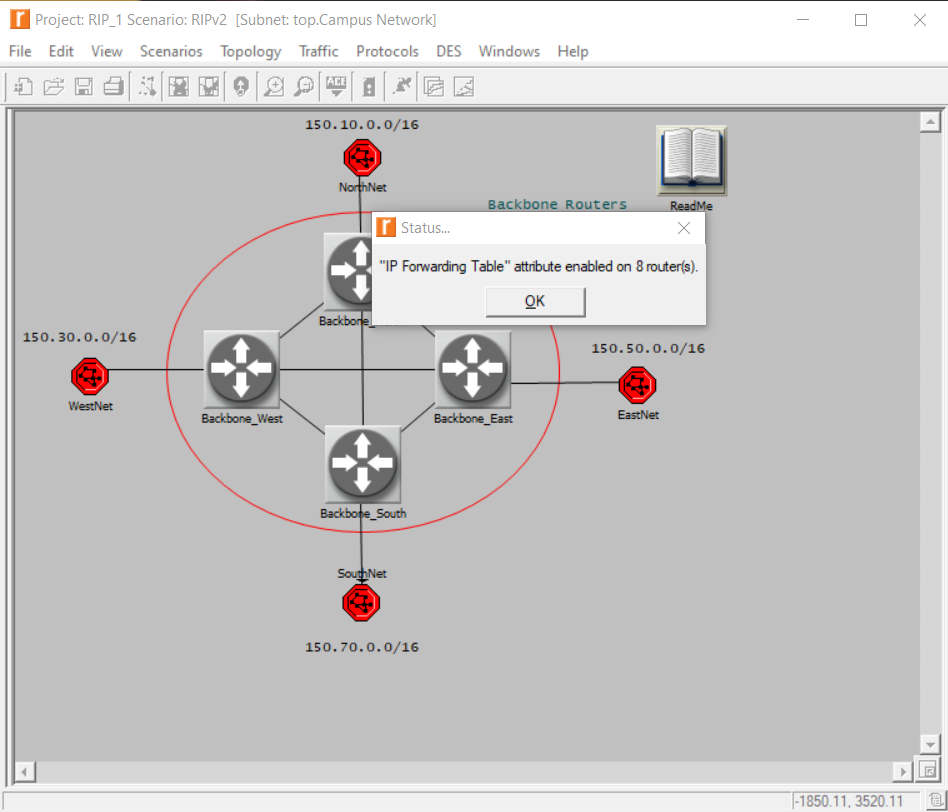 Project: RIP_1 Scenario: RIPv2 [Subnet: top.Campus Network]
File Edit View Scenarios Topology Traffic Protocols DES Windows Help
150.10.0.0/16
NorthNet
Backbone Routers
ReadMe
Status...
"IP Forwarding Table" attribute enabled on 8 router(s).
OK
150.30.0.0/16
150.50.0.0/16
WestNet
Backbone_West
Backbone_East
EastNet
Backbone_South
SouthNet
150.70.0.0/16
-1850.11, 3520.11